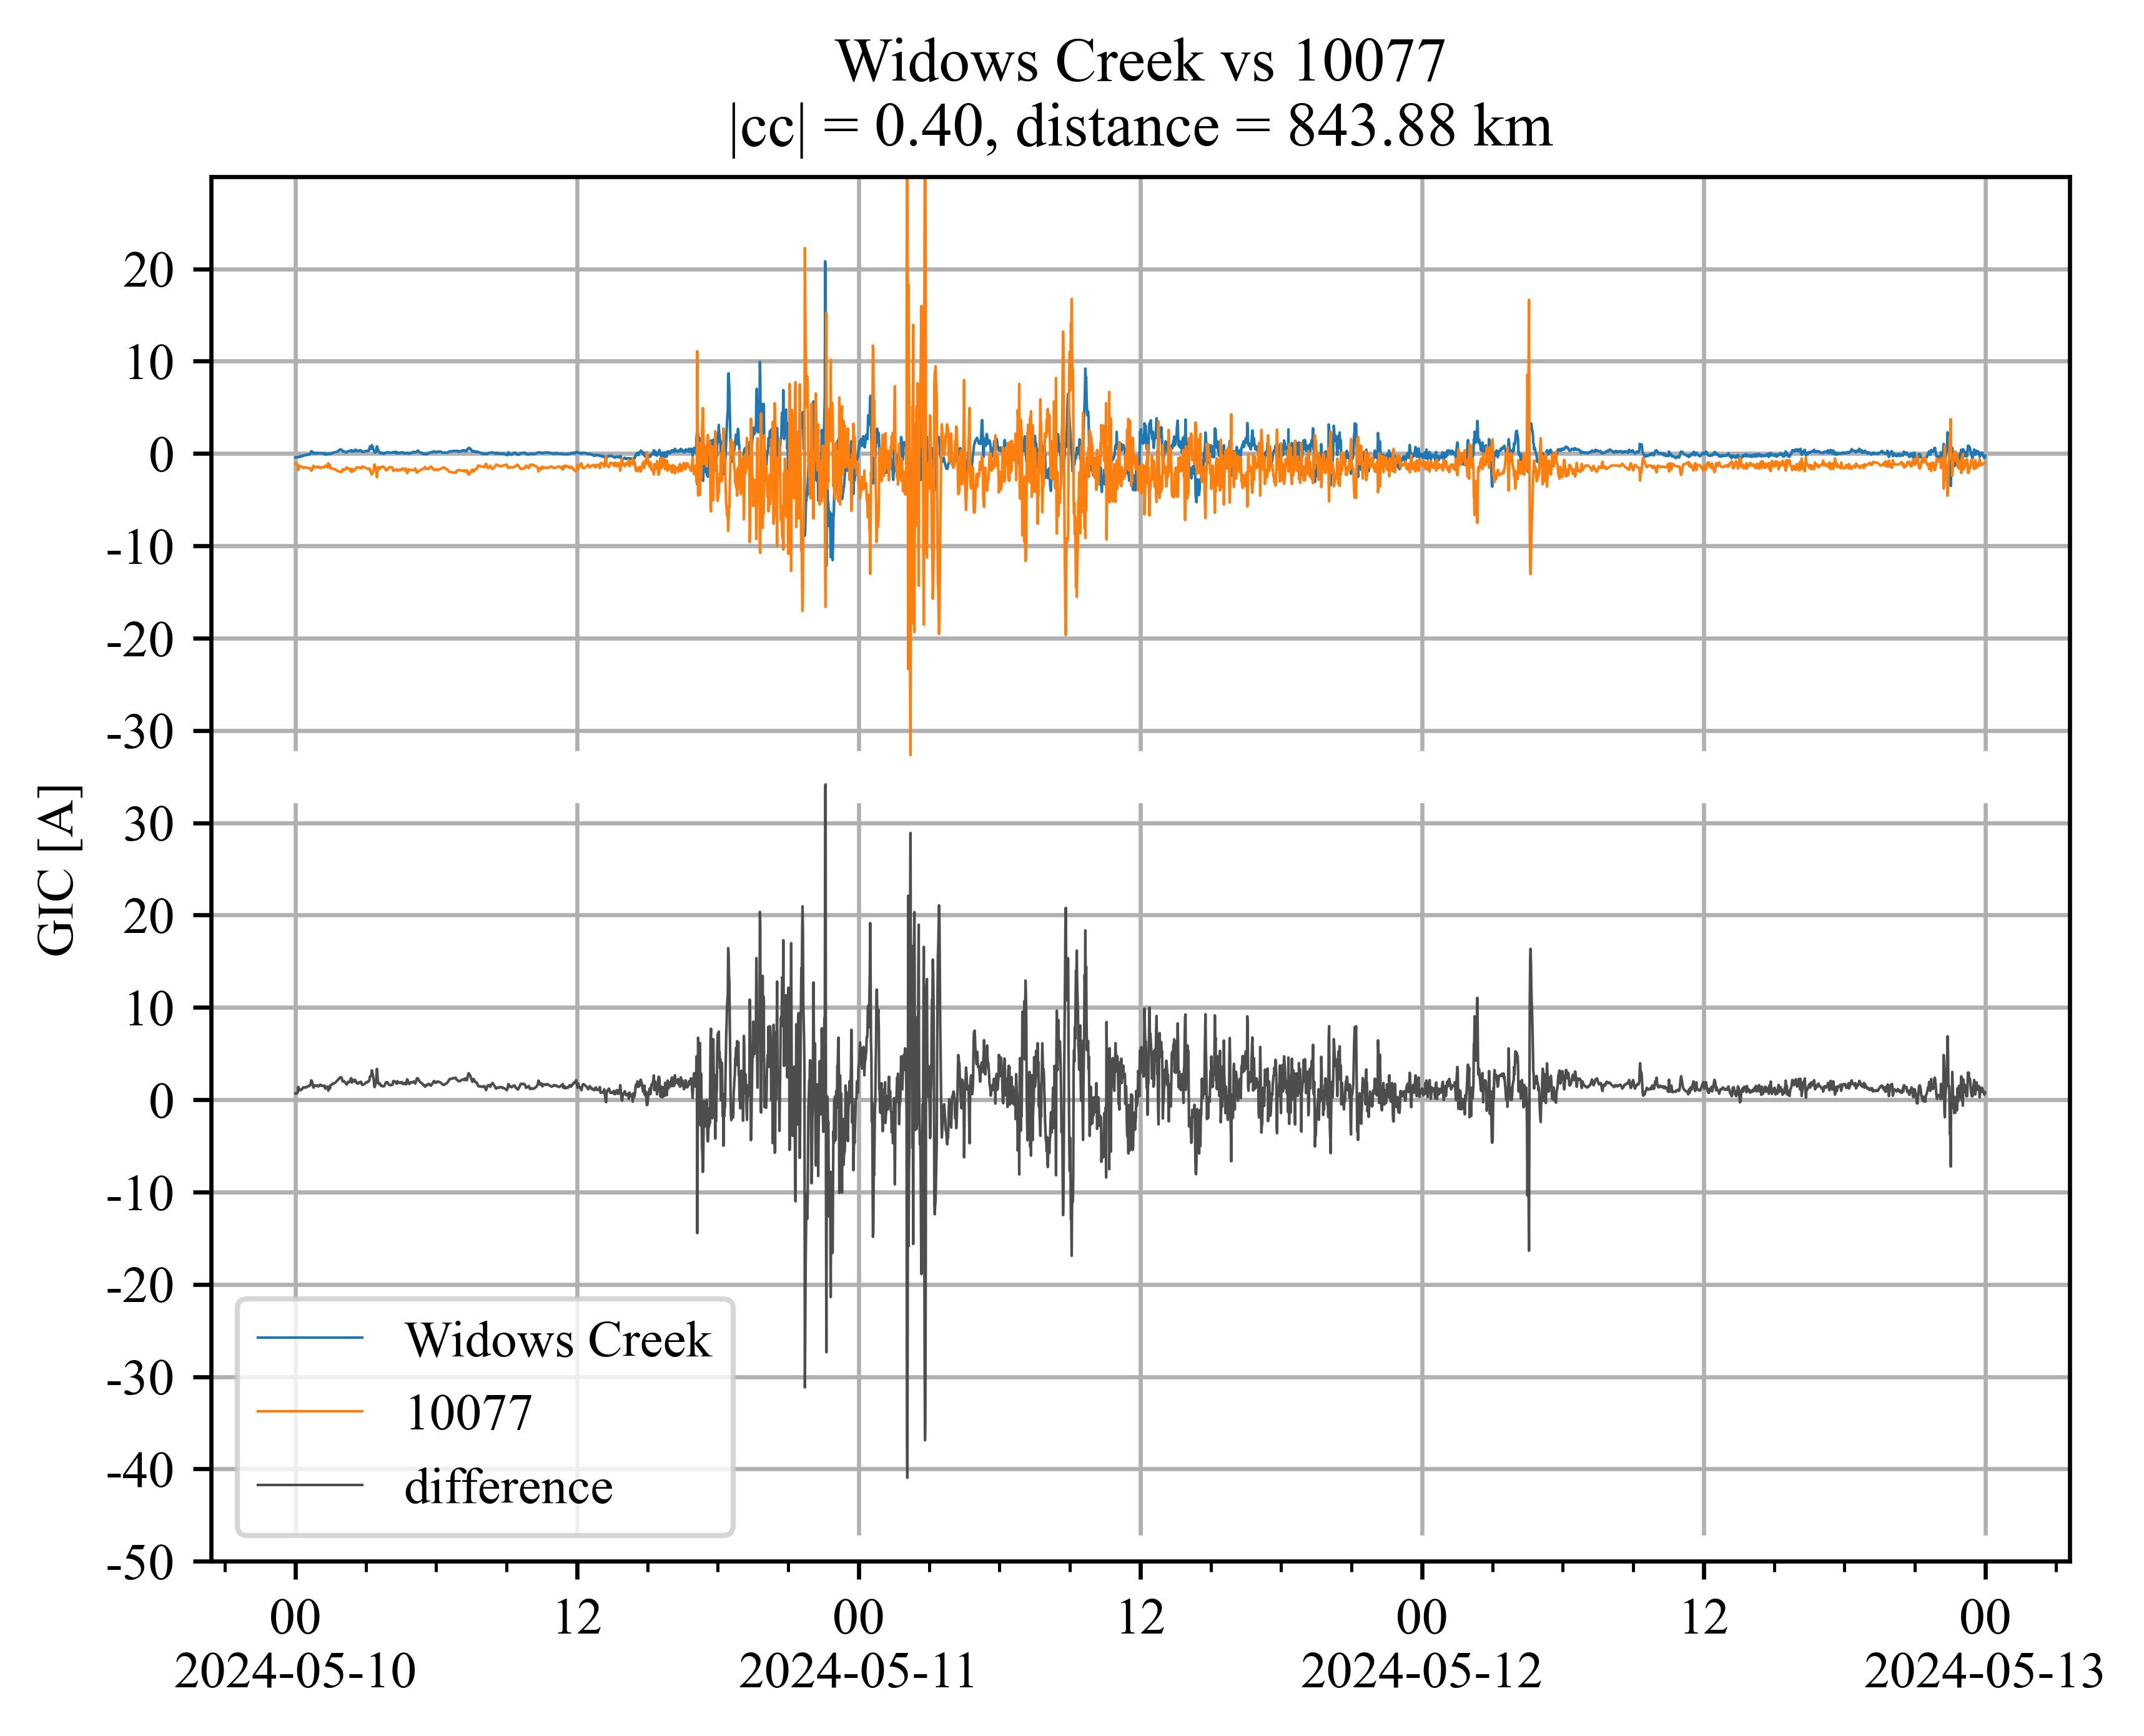 Widows Creek vs 10077
|cc| = 0.40, distance = 843.88 km
20
10
0
-10
-20
-30
30
20
10
0
-10
-20
-30
-40
-50
GIC [A]
Widows Creek
10077
difference
00 12 00 12 00 12 00
2024-05-10 2024-05-11 2024-05-12 2024-05-13